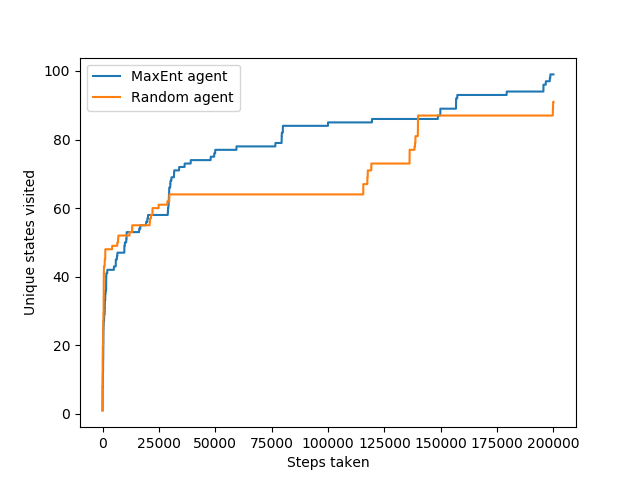 MaxEnt agent
Random agent
Unique states visited
100
80
60
40
20
0
0 25000 50000 75000 100000 125000 150000 175000 200000
Steps taken